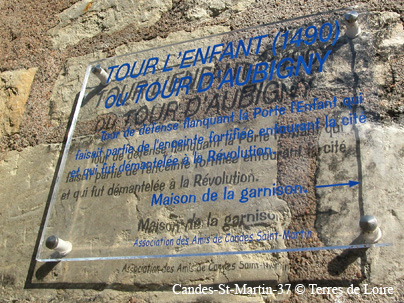 TOUR L'ENFANT (1490)
ou TOUR D'AUBIGNY
Tour de défense flanquant la Porte l'Enfant qui
faisait partie de l'enceinte fortifiée entourant la cité
et qui fut démantelée à la Révolution.
Maison de la garnison.
Association des Amis de Candes Saint-Martin
Candes-St-Martin-37 © Terres de Loire